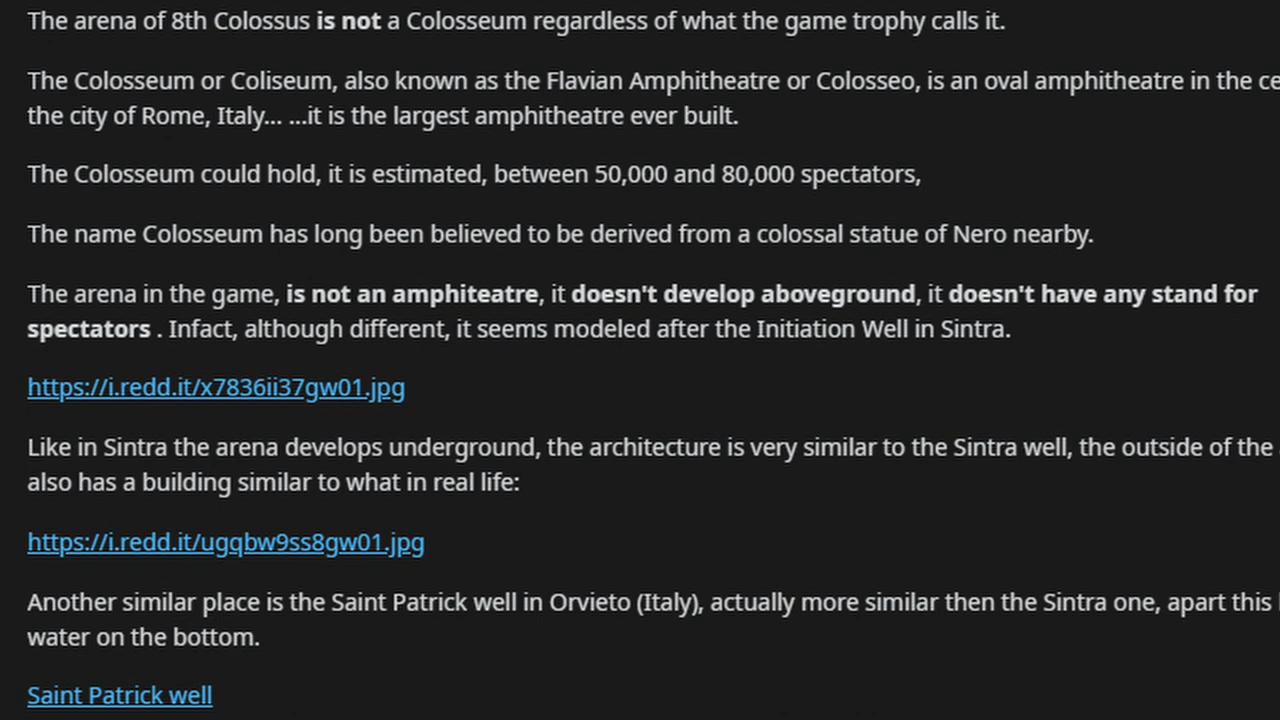 The arena of 8th Colossus is not a Colosseum regardless of what the game trophy calls it.
The Colosseum or Coliseum, also known as the Flavian Amphitheatre or Colosseo, is an oval amphitheatre in the ce
the city of Rome, Italy... ...it is the largest amphitheatre ever built.
The Colosseum could hold, it is estimated, between 50,000 and 80,000 spectators,
The name Colosseum has long been believed to be derived from a colossal statue of Nero nearby.
The arena in the game, is not an amphiteatre, it doesn't develop aboveground, it doesn't have any stand for
spectators . Infact, although different, it seems modeled after the Initiation Well in Sintra.
https://i.redd.it/x7836ii37gw01.jpg
Like in Sintra the arena develops underground, the architecture is very similar to the Sintra well, the outside of the
also has a building similar to what in real life:
https://i.redd.it/ugqbw9ss8gw01.jpg
Another similar place is the Saint Patrick well in Orvieto (Italy), actually more similar then the Sintra one, apart this
water on the bottom.
Saint Patrick well